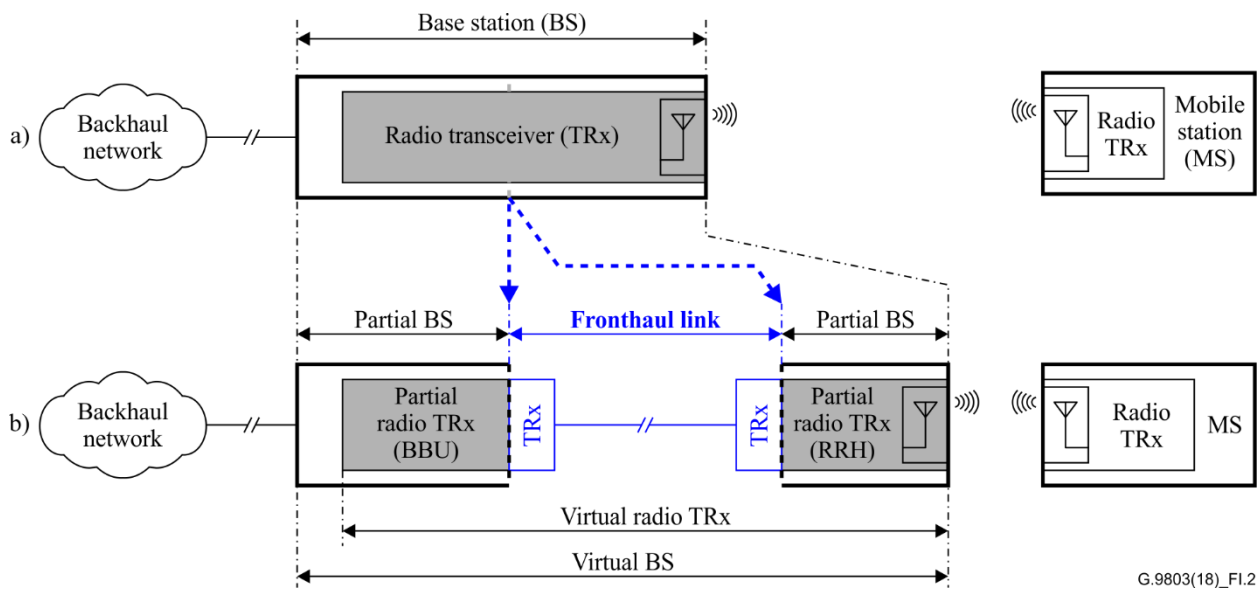 Base station (BS)
a)
Backhaul
network
Radio transceiver (TRx)
Radio
TRx
Mobile
station
(MS)
Partial BS
Fronthaul link
Partial BS
b)
Backhaul
network
Partial
radio TRx
(BBU)
TRx
TRx
Partial
radio TRx
(RRH)
Radio
TRx
MS
Virtual radio TRx
Virtual BS
G.9803(18)_FI.2